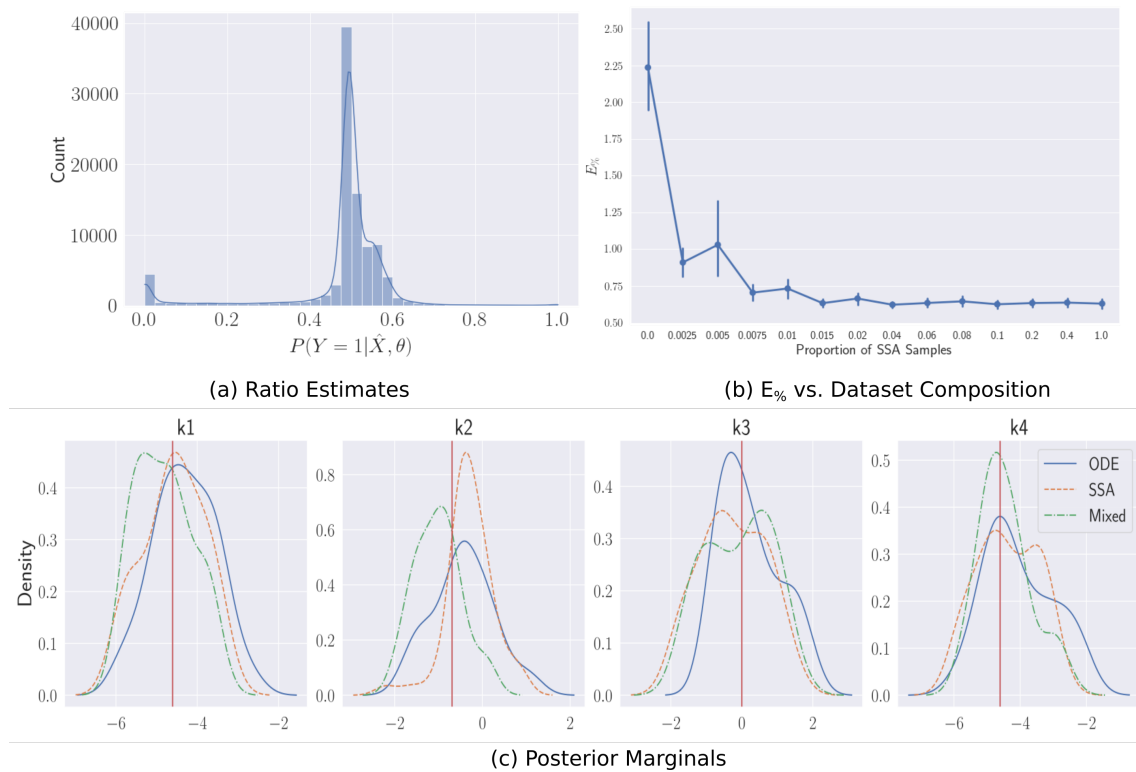 40000
30000
20000
10000
0
Count
0.0 0.2 0.4 0.6 0.8 1.0
P(Y = 1|X̂, θ)
(a) Ratio Estimates
2.50
2.25
2.00
1.75
1.50
1.25
1.00
0.75
0.50
E%
0.0 0.0025 0.005 0.0075 0.01 0.015 0.02 0.04 0.06 0.08 0.1 0.2 0.4 1.0
Proportion of SSA Samples
(b) E% vs. Dataset Composition
k1
0.4
0.3
0.2
0.1
0.0
Density
−6 −4 −2
k2
0.8
0.6
0.4
0.2
0.0
−2 0 2
k3
0.4
0.3
0.2
0.1
0.0
−2 0 2
k4
0.5
0.4
0.3
0.2
0.1
0.0
−6 −4 −2
ODE
SSA
Mixed
(c) Posterior Marginals